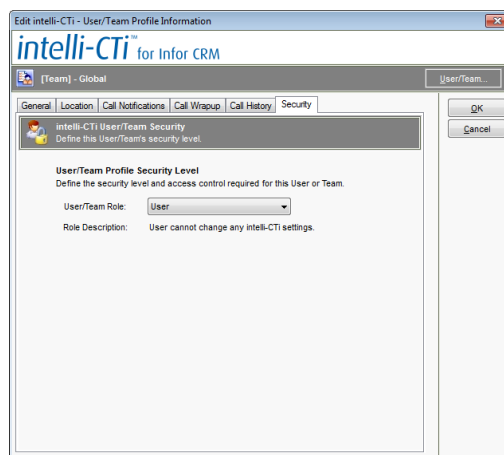 Edit intelli-CTi - User/Team Profile Information
intelli-CTi™ for Infor CRM
[Team] - Global
User/Team...
General Location Call Notifications Call Wrapup Call History Security
OK
Cancel
intelli-CTi User/Team Security
Define this User/Team's security level.
User/Team Profile Security Level
Define the security level and access control required for this User or Team.
User/Team Role: User
Role Description: User cannot change any intelli-CTi settings.